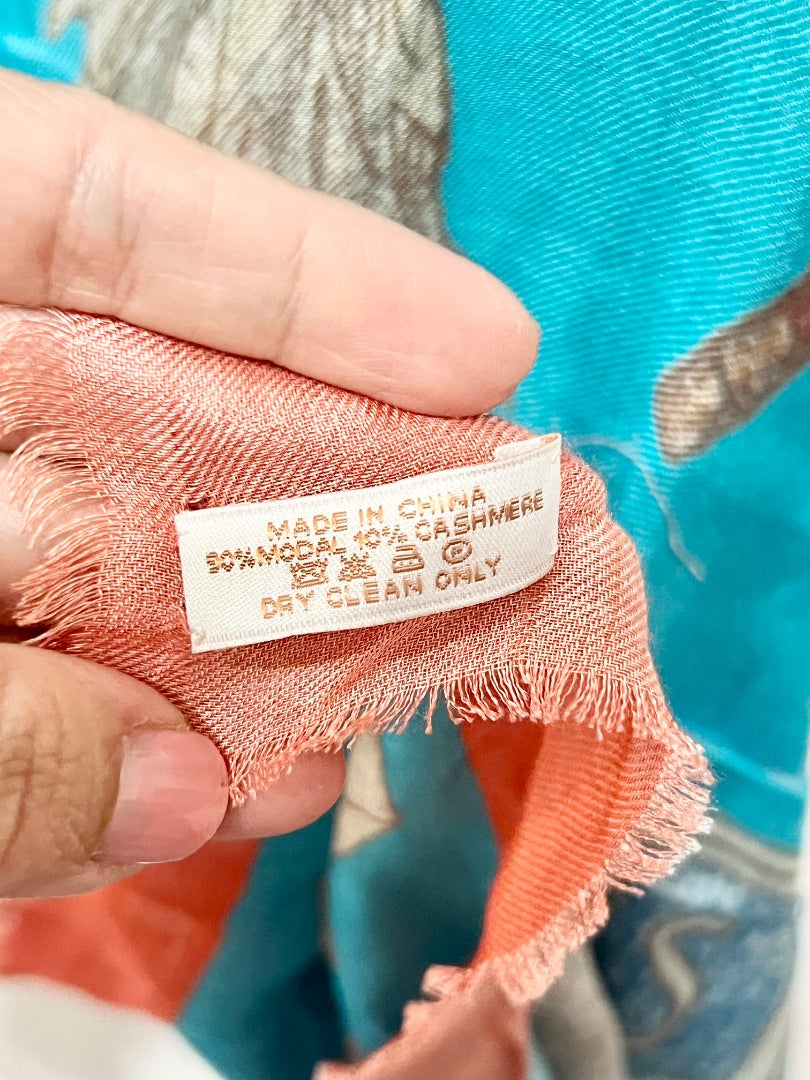 MADE IN CHINA
90% MODAL 10% CASHMERE
DRY CLEAN ONLY